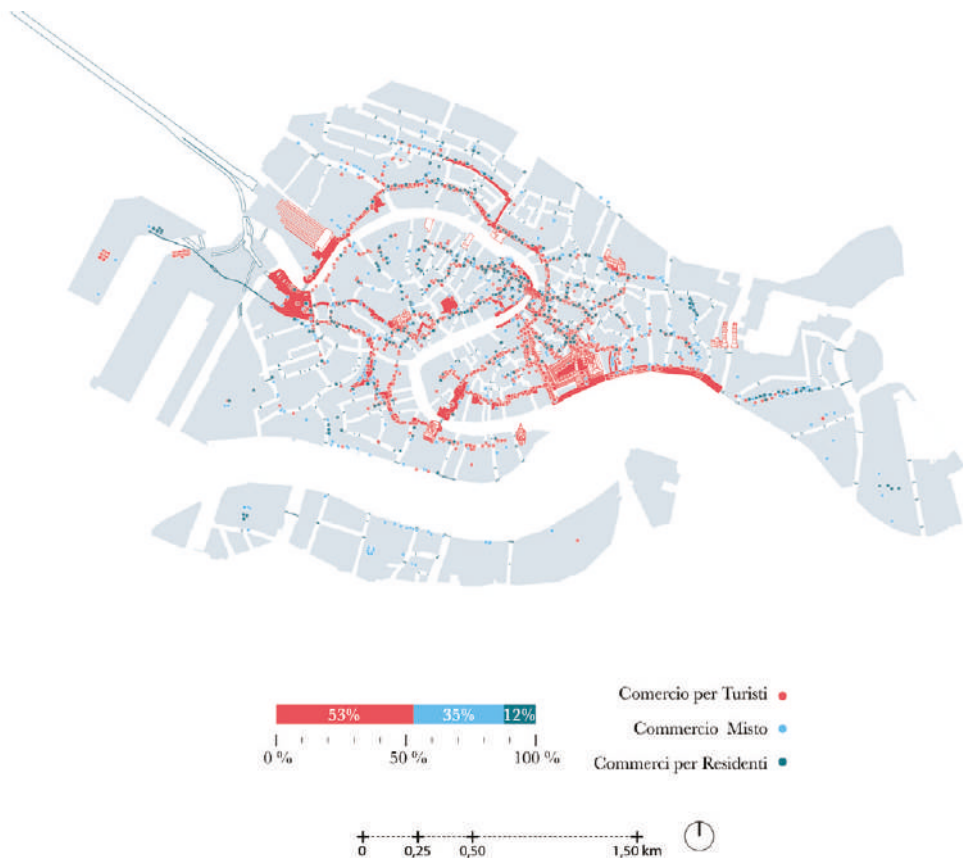 53% 35% 12%
0 % 50 % 100 %
Comercio per Turisti
Commercio Misto
Commerci per Residenti
0 0,25 0,50 1,50 km